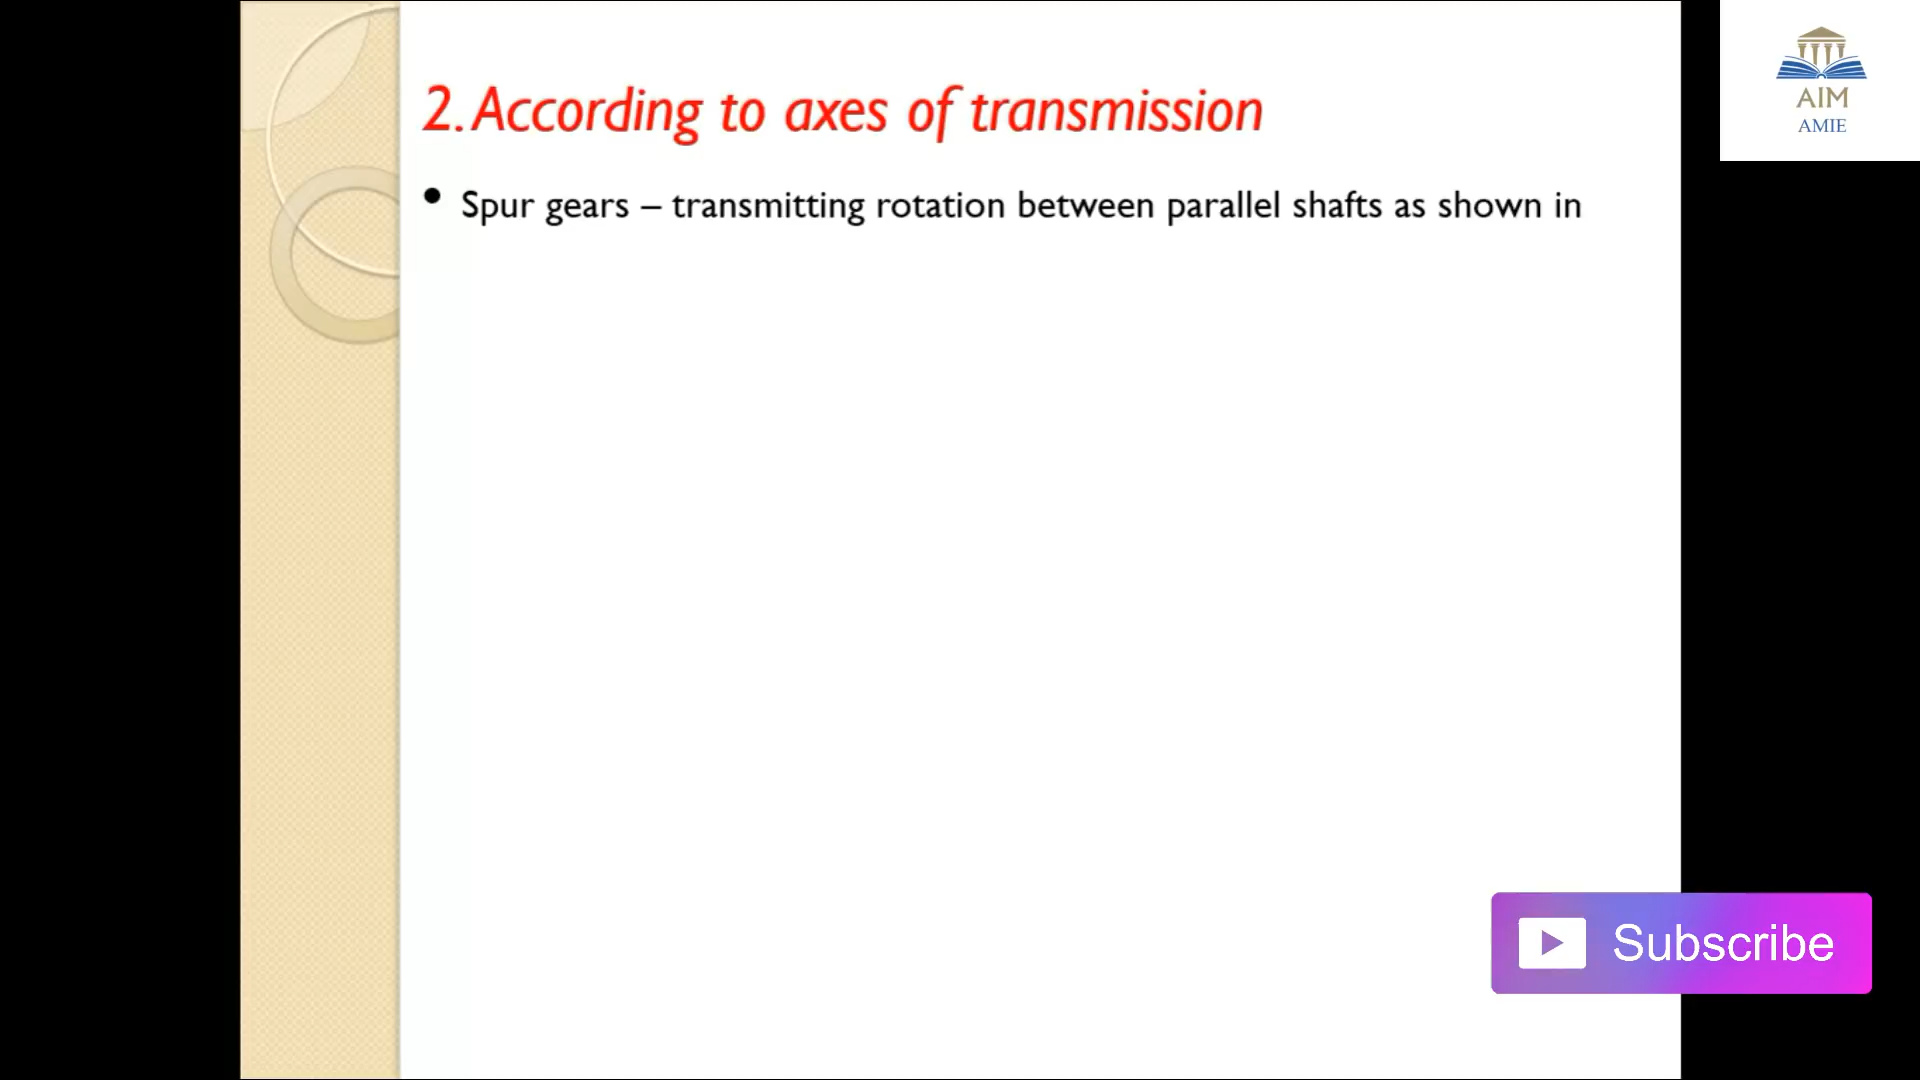 2. According to axes of transmission
• Spur gears – transmitting rotation between parallel shafts as shown in
AIM
AMIE
Subscribe